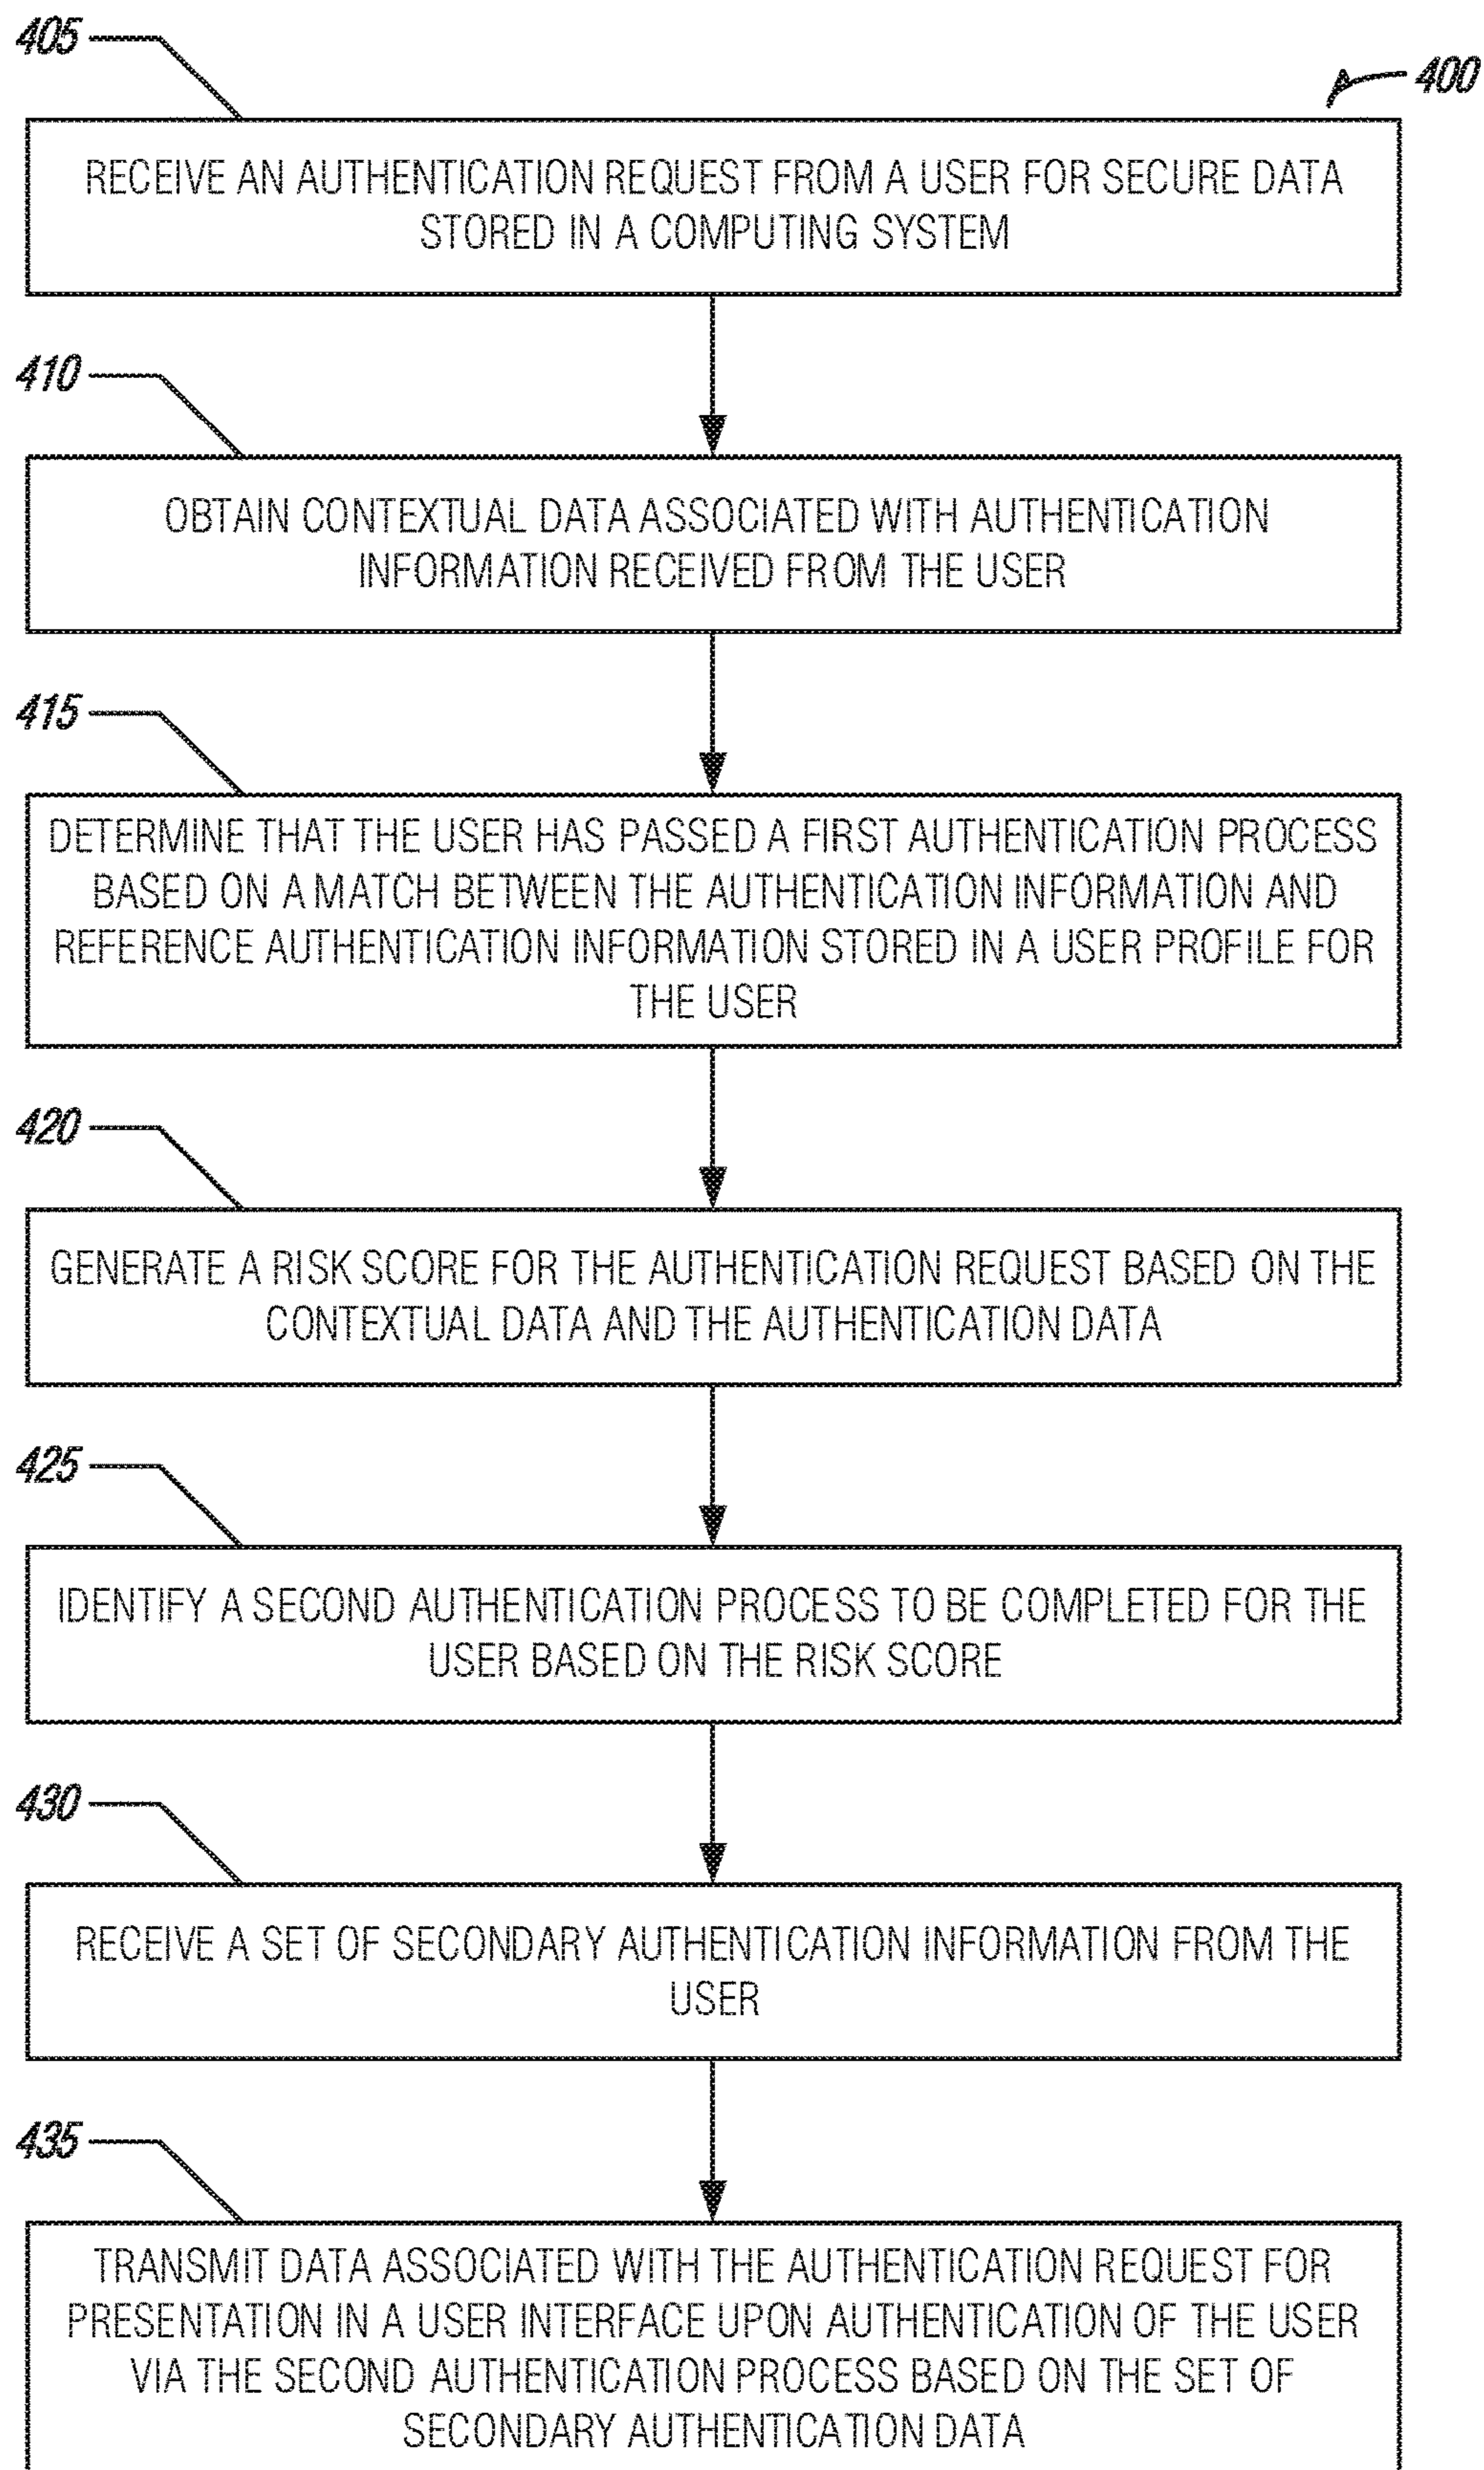 405
400
RECEIVE AN AUTHENTICATION REQUEST FROM A USER FOR SECURE DATA
STORED IN A COMPUTING SYSTEM
410
OBTAIN CONTEXTUAL DATA ASSOCIATED WITH AUTHENTICATION
INFORMATION RECEIVED FROM THE USER
415
DETERMINE THAT THE USER HAS PASSED A FIRST AUTHENTICATION PROCESS
BASED ON A MATCH BETWEEN THE AUTHENTICATION INFORMATION AND
REFERENCE AUTHENTICATION INFORMATION STORED IN A USER PROFILE FOR
THE USER
420
GENERATE A RISK SCORE FOR THE AUTHENTICATION REQUEST BASED ON THE
CONTEXTUAL DATA AND THE AUTHENTICATION DATA
425
IDENTIFY A SECOND AUTHENTICATION PROCESS TO BE COMPLETED FOR THE
USER BASED ON THE RISK SCORE
430
RECEIVE A SET OF SECONDARY AUTHENTICATION INFORMATION FROM THE
USER
435
TRANSMIT DATA ASSOCIATED WITH THE AUTHENTICATION REQUEST FOR
PRESENTATION IN A USER INTERFACE UPON AUTHENTICATION OF THE USER
VIA THE SECOND AUTHENTICATION PROCESS BASED ON THE SET OF
SECONDARY AUTHENTICATION DATA